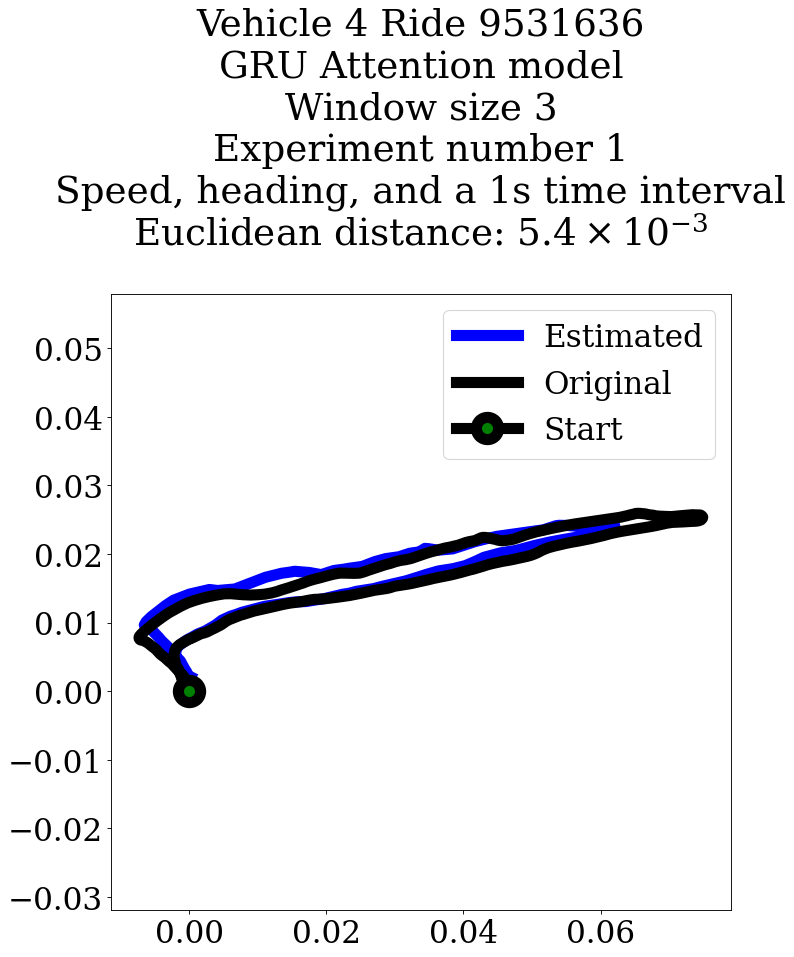 Vehicle 4 Ride 9531636
GRU Attention model
Window size 3
Experiment number 1
Speed, heading, and a 1s time interval
Euclidean distance: 5.4 × 10⁻³
Estimated
Original
Start
0.05
0.04
0.03
0.02
0.01
0.00
−0.01
−0.02
−0.03
0.00 0.02 0.04 0.06